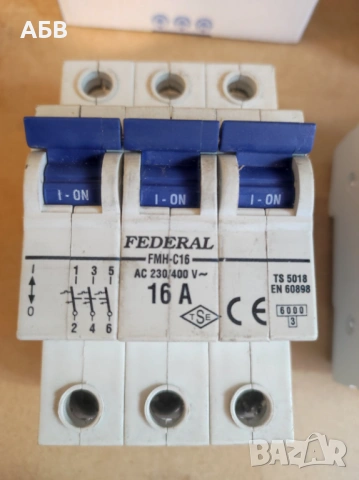 АБВ
I - ON
I - ON
I - ON
FEDERAL
FMH-C16
AC 230/400 V~
16 A
TSE
CE
TS 5018
EN 60898
6000
3
I
O
1 3 5
2 4 6
bazar